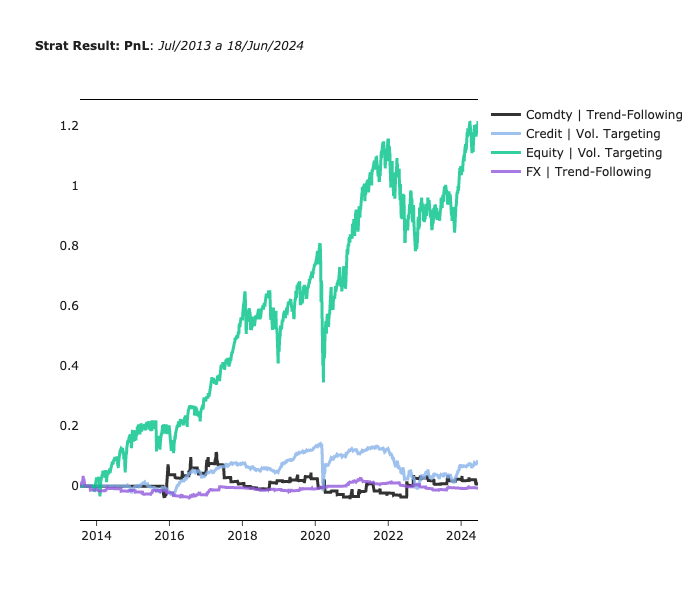 Strat Result: PnL: Jul/2013 a 18/Jun/2024
Comdty | Trend-Following
Credit | Vol. Targeting
Equity | Vol. Targeting
FX | Trend-Following
1.2
1
0.8
0.6
0.4
0.2
0
2014 2016 2018 2020 2022 2024